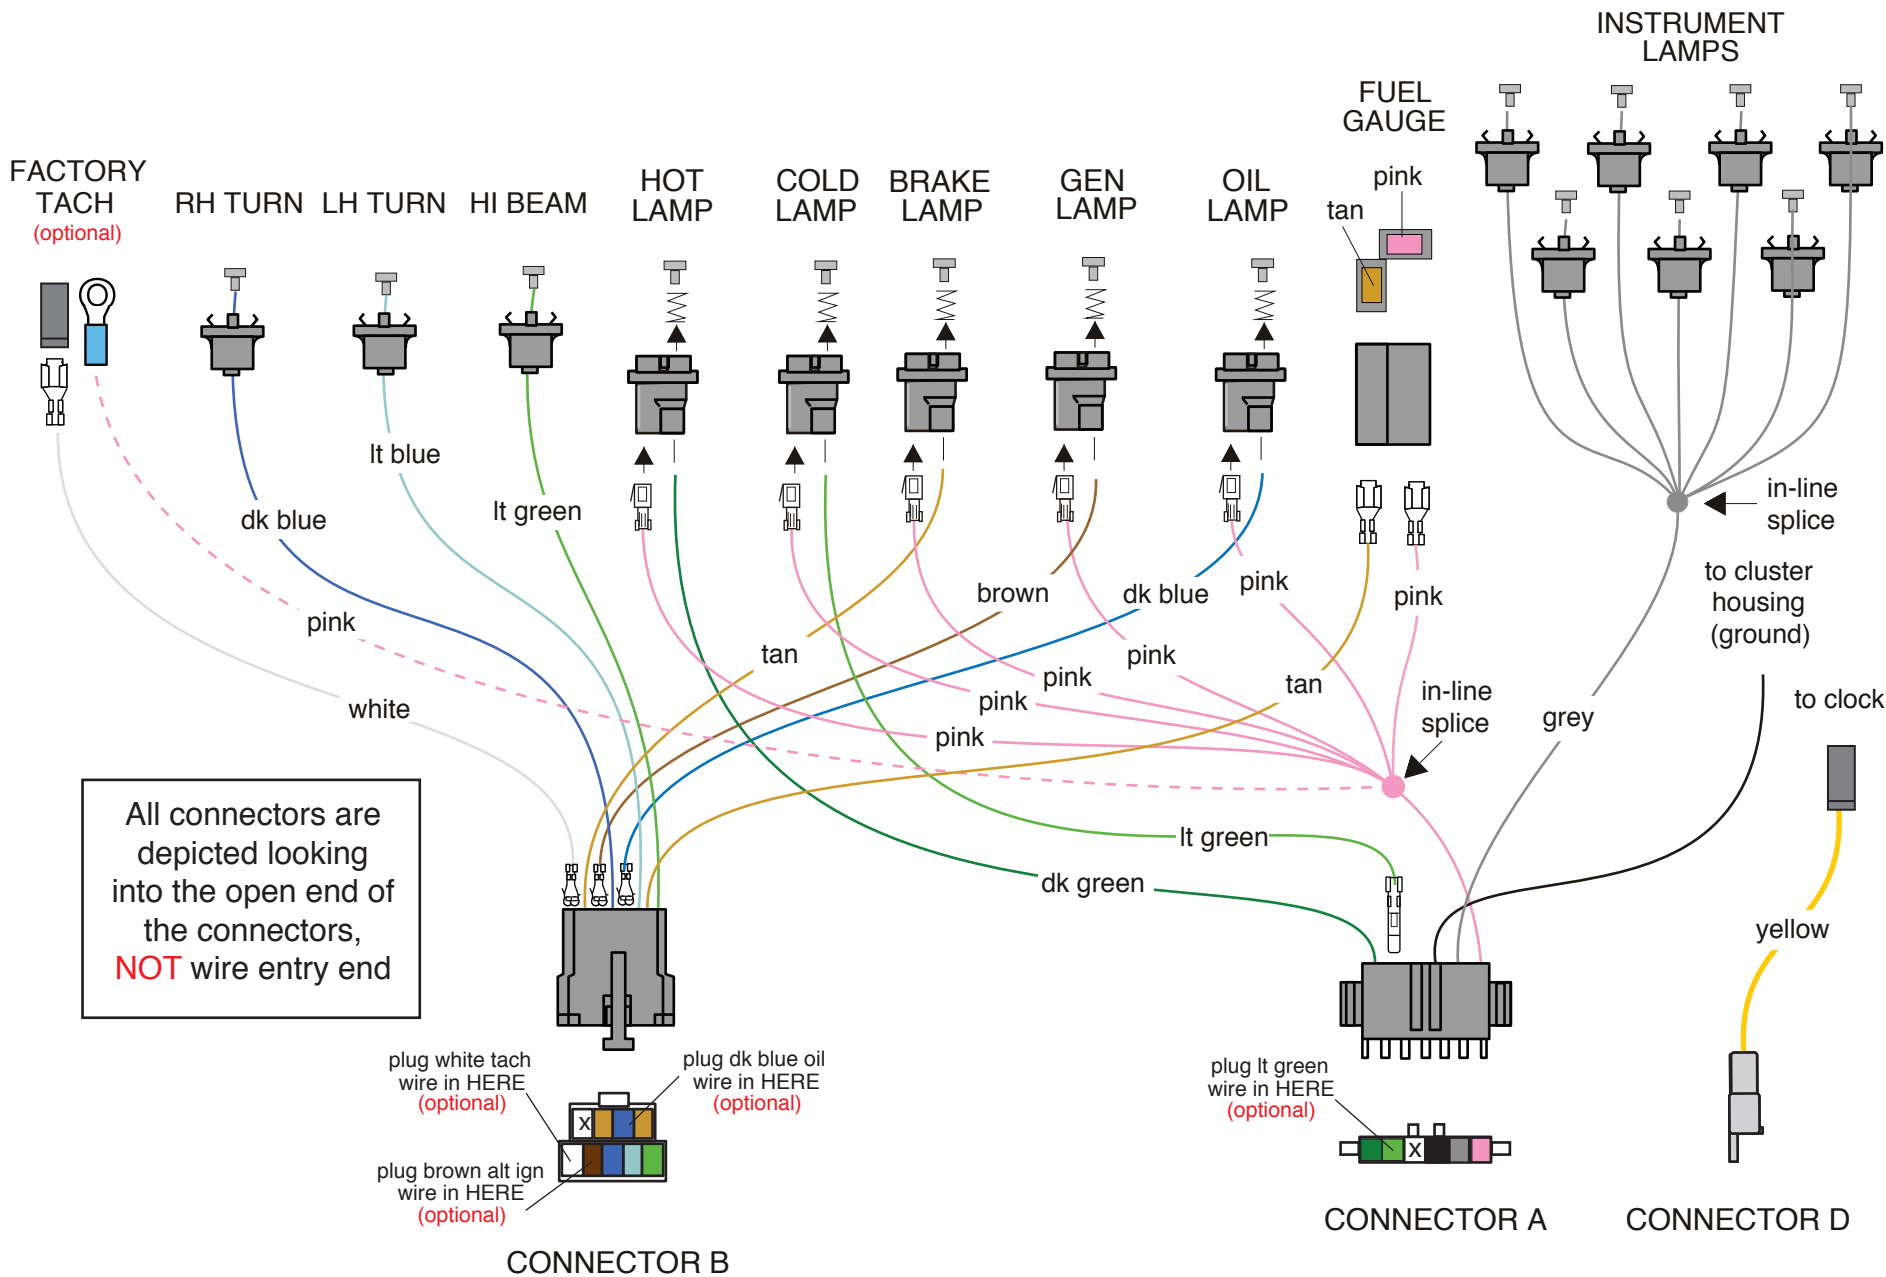 INSTRUMENT
LAMPS
FUEL
GAUGE
FACTORY
TACH
(optional)
RH TURN
LH TURN
HI BEAM
HOT
LAMP
COLD
LAMP
BRAKE
LAMP
GEN
LAMP
OIL
LAMP
pink
tan
lt blue
dk blue
lt green
in-line
splice
brown
dk blue
pink
pink
to cluster
housing
(ground)
pink
tan
pink
pink
pink
pink
tan
in-line
splice
white
grey
to clock
All connectors are
depicted looking
into the open end of
the connectors,
NOT wire entry end
lt green
dk green
yellow
plug white tach
wire in HERE
(optional)
plug dk blue oil
wire in HERE
(optional)
plug lt green
wire in HERE
(optional)
X
X
plug brown alt ign
wire in HERE
(optional)
CONNECTOR B
CONNECTOR A
CONNECTOR D